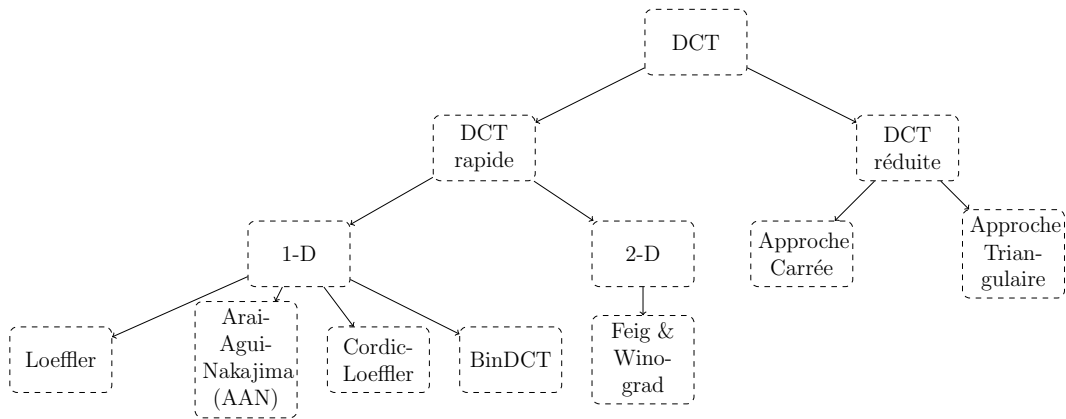 DCT
DCT
rapide
DCT
réduite
1-D
2-D
Approche
Carrée
Approche
Trian-
gulaire
Loeffler
Arai-
Agui-
Nakajima
(AAN)
Cordic-
Loeffler
BinDCT
Feig &
Wino-
grad